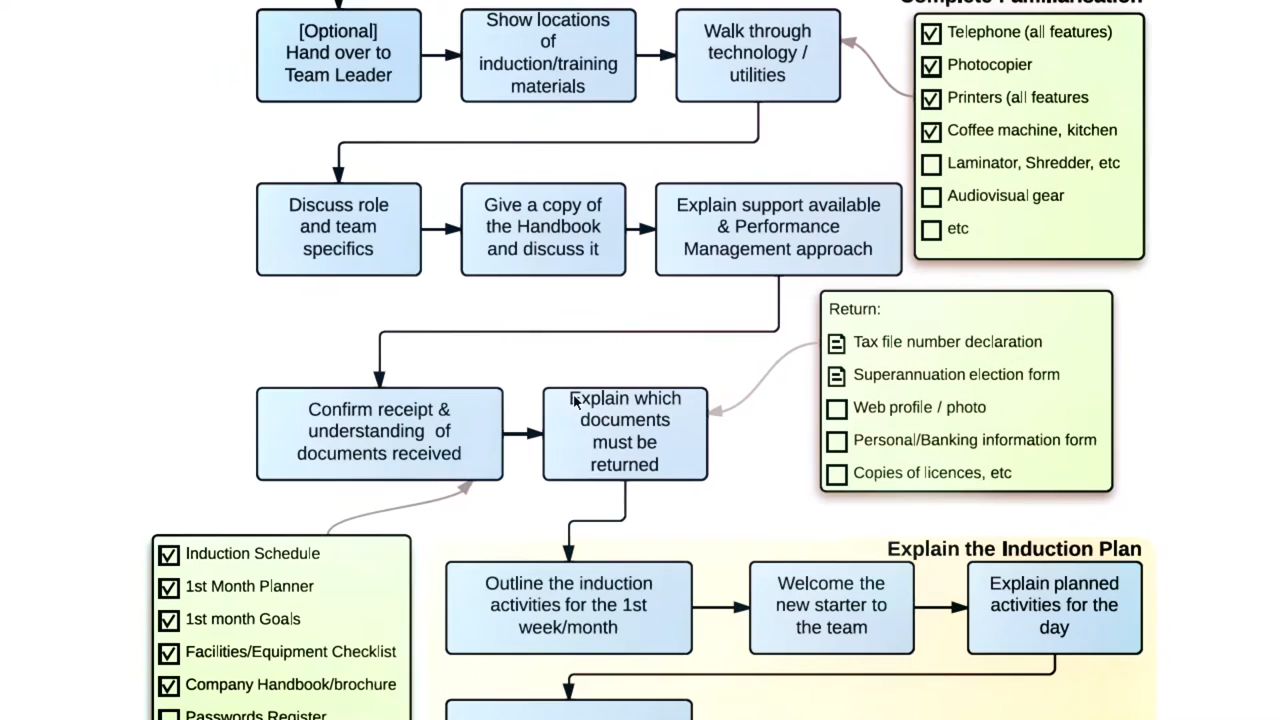 Complete Familiarisation
[Optional]
Hand over to
Team Leader
Show locations
of
induction/training
materials
Walk through
technology /
utilities
Telephone (all features)
Photocopier
Printers (all features
Coffee machine, kitchen
Laminator, Shredder, etc
Audiovisual gear
etc
Discuss role
and team
specifics
Give a copy of
the Handbook
and discuss it
Explain support available
& Performance
Management approach
Return:
Tax file number declaration
Superannuation election form
Web profile / photo
Personal/Banking information form
Copies of licences, etc
Confirm receipt &
understanding of
documents received
Explain which
documents
must be
returned
Induction Schedule
1st Month Planner
1st month Goals
Facilities/Equipment Checklist
Company Handbook/brochure
Passwords Register
Explain the Induction Plan
Outline the induction
activities for the 1st
week/month
Welcome the
new starter to
the team
Explain planned
activities for the
day